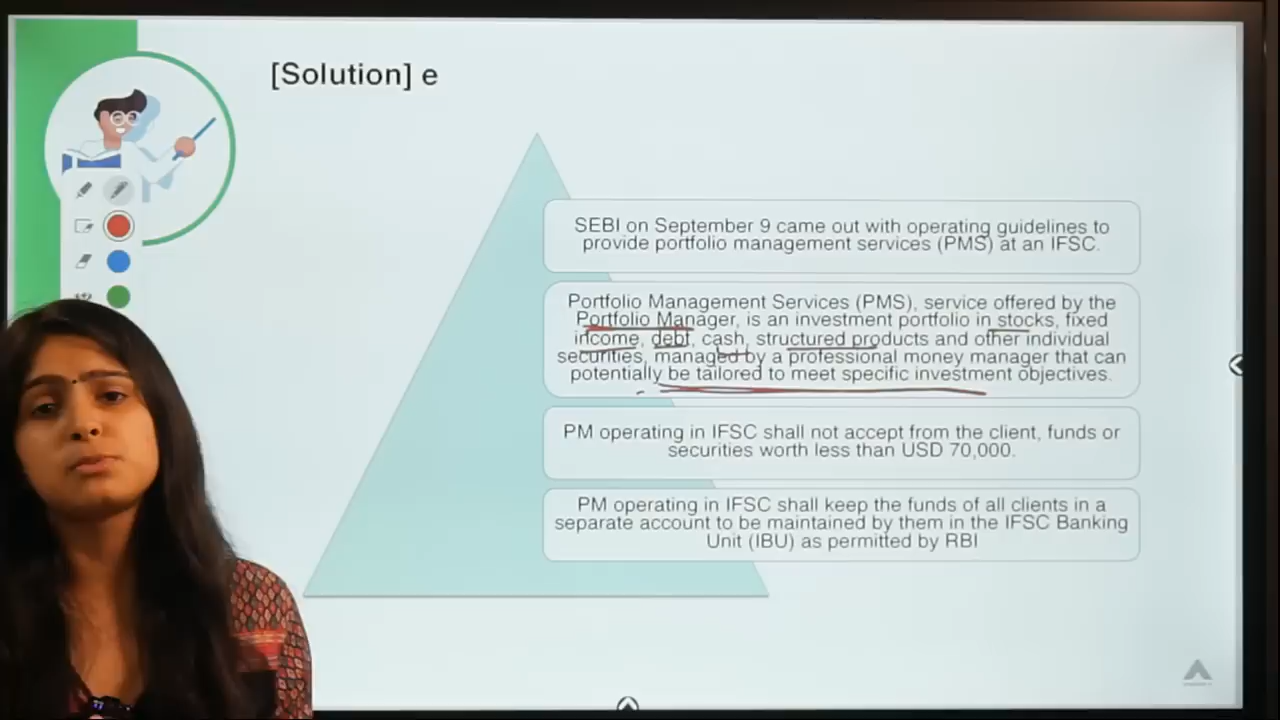 [Solution] e
SEBI on September 9 came out with operating guidelines to
provide portfolio management services (PMS) at an IFSC.
Portfolio Management Services (PMS), service offered by the
Portfolio Manager, is an investment portfolio in stocks, fixed
income, debt, cash, structured products and other individual
securities, managed by a professional money manager that can
potentially be tailored to meet specific investment objectives.
PM operating in IFSC shall not accept from the client, funds or
securities worth less than USD 70,000.
PM operating in IFSC shall keep the funds of all clients in a
separate account to be maintained by them in the IFSC Banking
Unit (IBU) as permitted by RBI